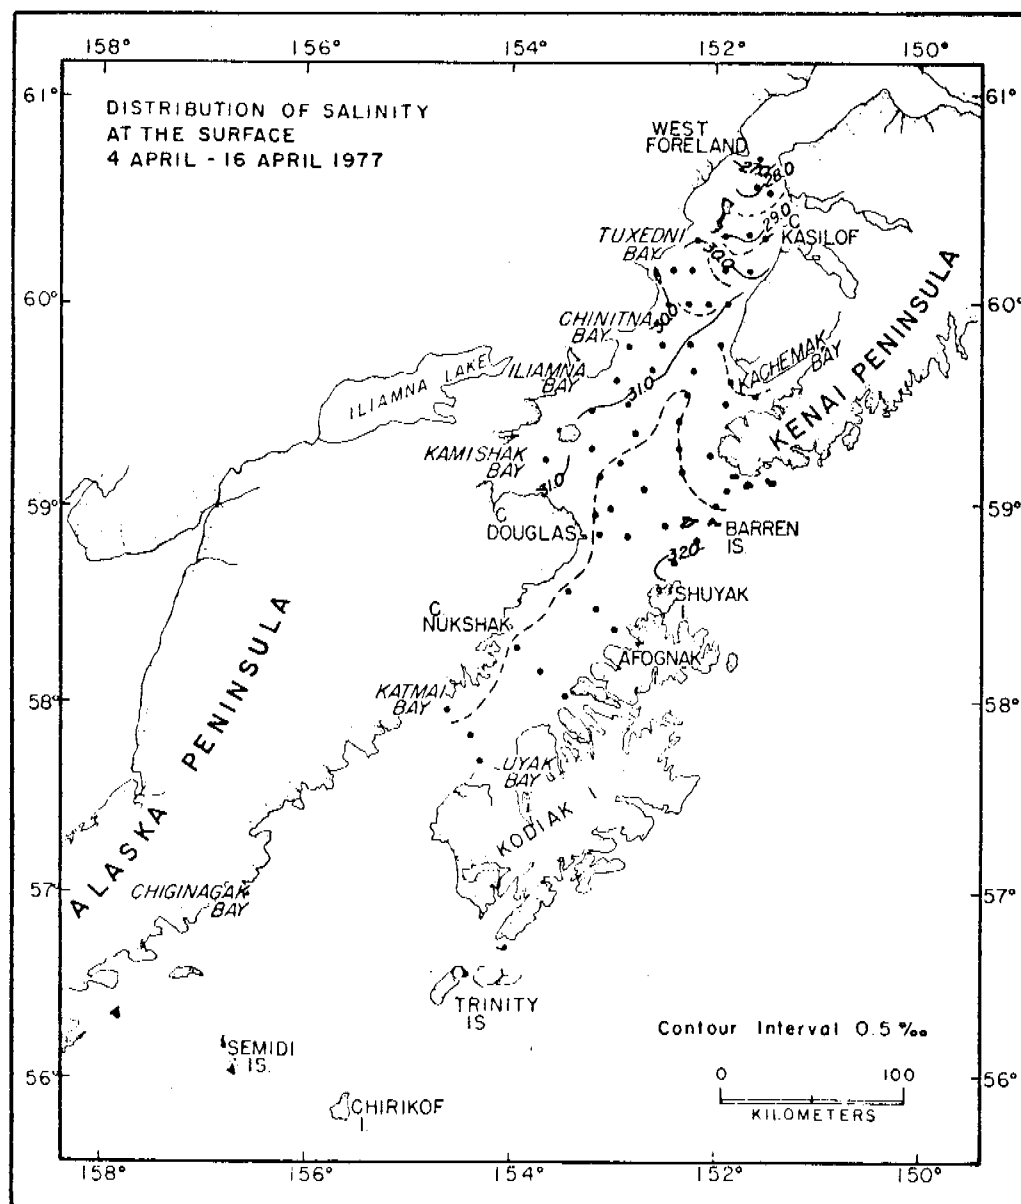 158° 156° 154° 152° 150°
61° 61°
DISTRIBUTION OF SALINITY
AT THE SURFACE
4 APRIL - 16 APRIL 1977
WEST
FORELAND
27.0
28.0
29.0
C
KASILOF
TUXEDNI
BAY
30.0
60° 60°
CHINITNA
BAY
30.0
KACHEMAK
BAY
KENAI PENINSULA
ILIAMNA LAKE
ILIAMNA
BAY
31.0
KAMISHAK
BAY
31.0
59° 59°
C
DOUGLAS
BARREN
IS.
32.0
SHUYAK
I.
C.
NUKSHAK
AFOGNAK
KATMAI
BAY
58° 58°
ALASKA PENINSULA
UYAK
BAY
KODIAK
57° 57°
CHIGINAGAK
BAY
TRINITY
IS
Contour Interval 0.5 ‰
SEMIDI
IS.
56° 56°
0 100
KILOMETERS
CHIRIKOF
I.
158° 156° 154° 152° 150°